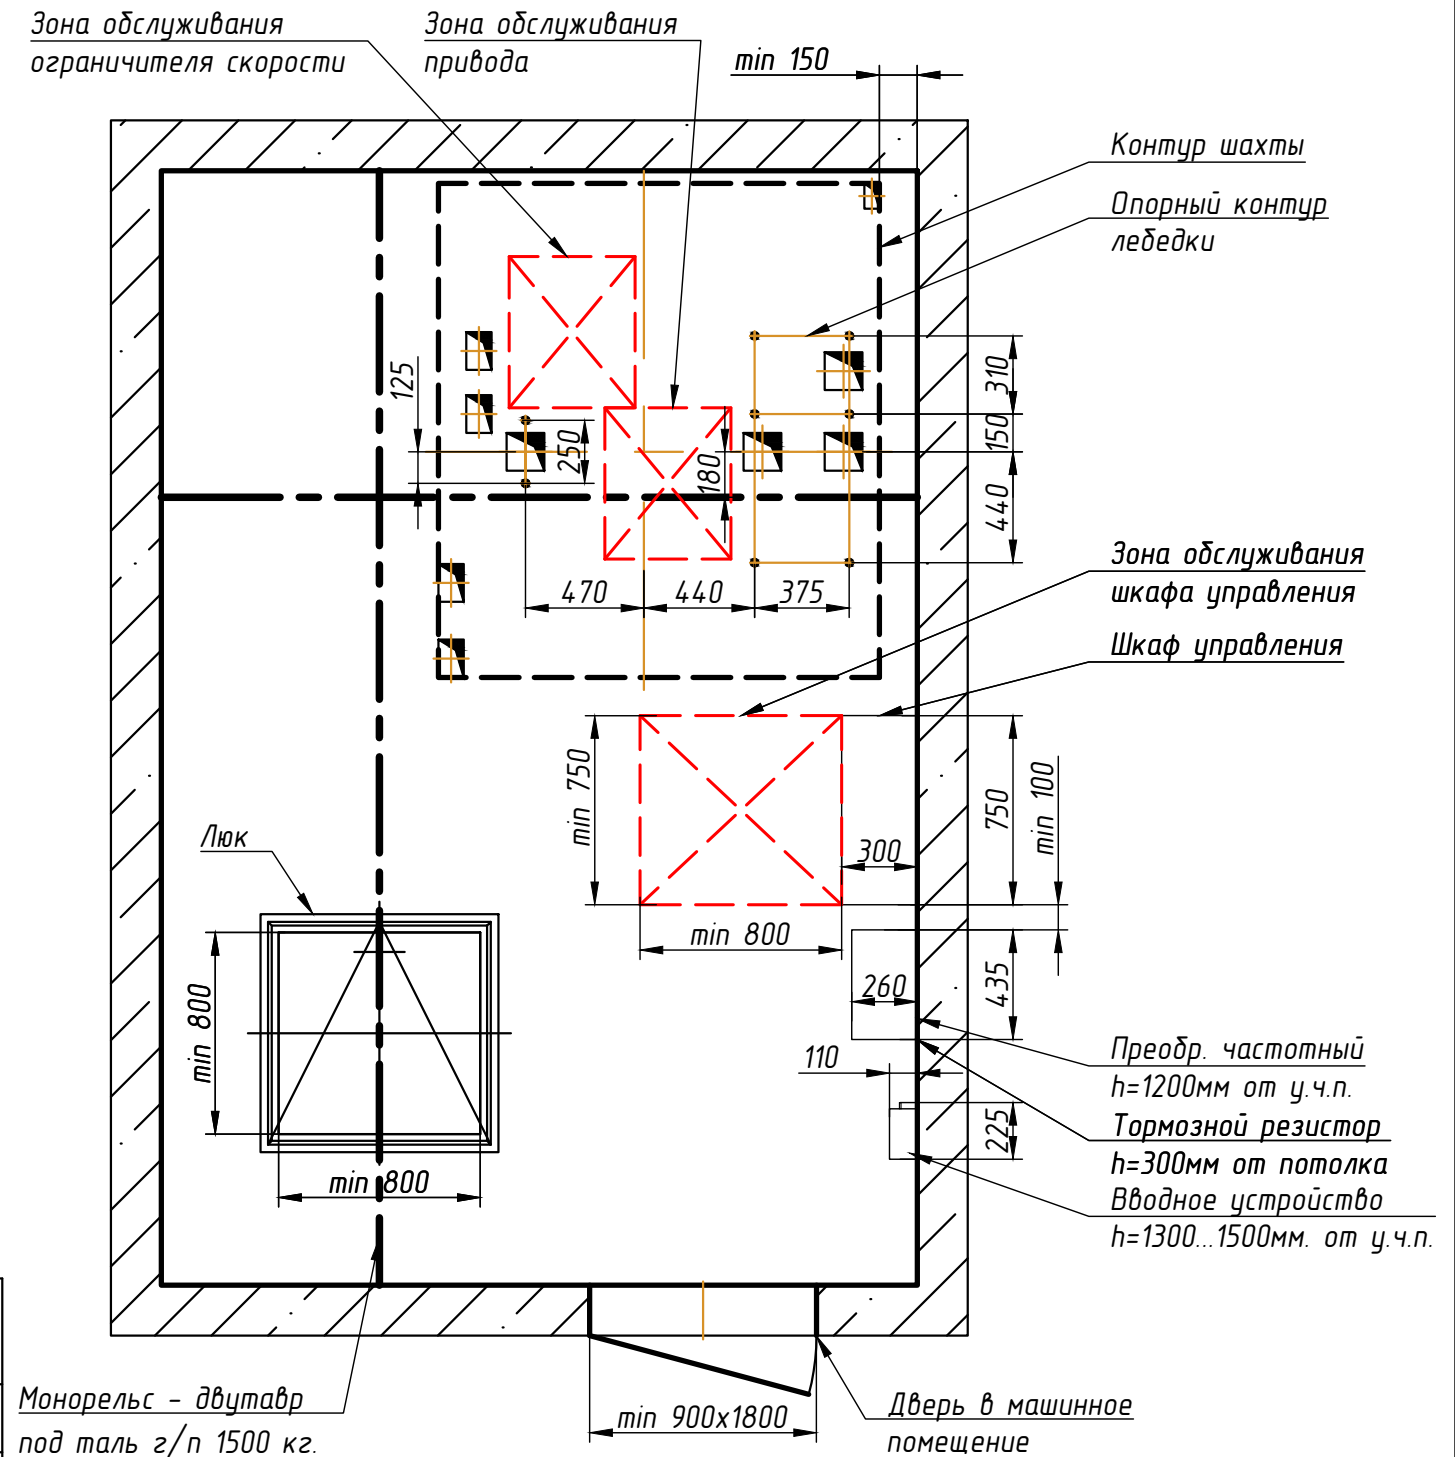 Зона обслуживания
ограничителя скорости
Зона обслуживания
привода
min 150
Контур шахты
Опорный контур
лебедки
125
250
180
310
150
440
470
440
375
Зона обслуживания
шкафа управления
Шкаф управления
min 750
750
min 100
300
min 800
Люк
min 800
min 800
260
435
110
225
Преобр. частотный
h=1200мм от у.ч.п.
Тормозной резистор
h=300мм от потолка
Вводное устройство
h=1300...1500мм. от у.ч.п.
Монорельс - двутавр
под таль г/п 1500 кг.
min 900x1800
Дверь в машинное
помещение